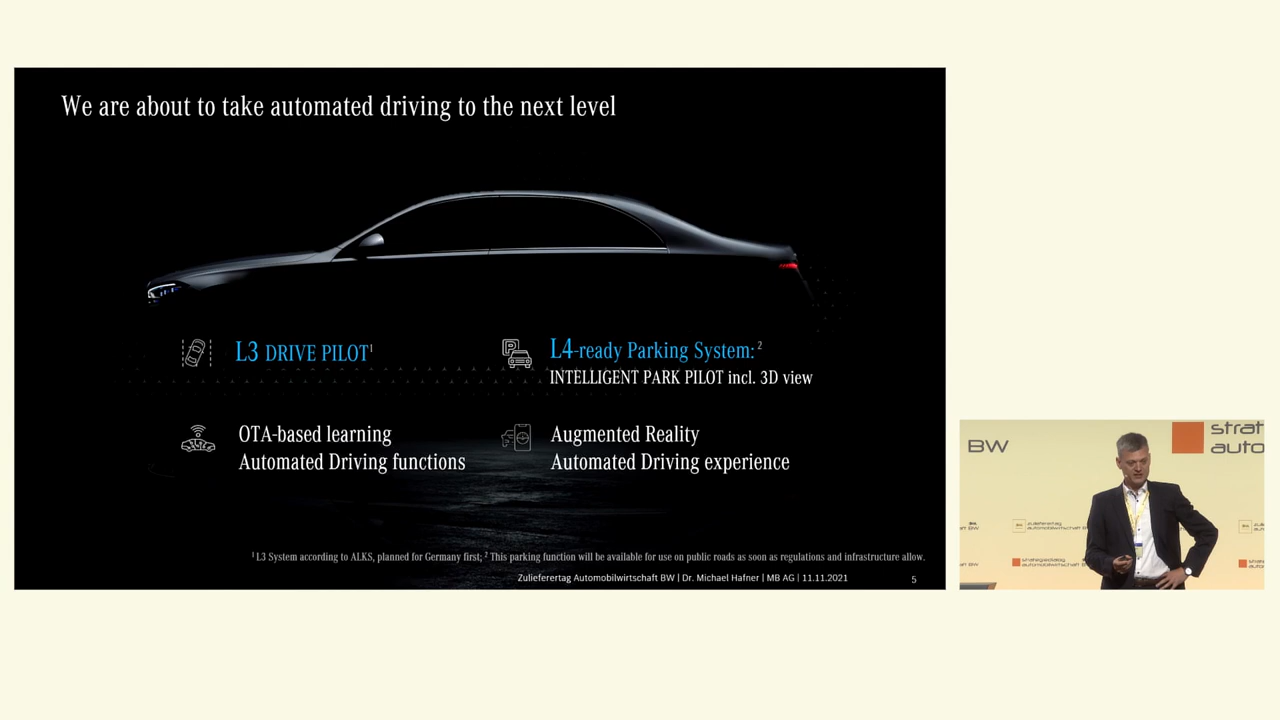 We are about to take automated driving to the next level
L3 DRIVE PILOT¹
L4-ready Parking System: ²
INTELLIGENT PARK PILOT incl. 3D view
OTA-based learning
Automated Driving functions
Augmented Reality
Automated Driving experience
¹ L3 System according to ALKS, planned for Germany first; ² This parking function will be available for use on public roads as soon as regulations and infrastructure allow.
Zulieferertag Automobilwirtschaft BW | Dr. Michael Hafner | MB AG | 11.11.2021
5
BW
strat
auto
zulieferertag
automobilwirtschaft BW